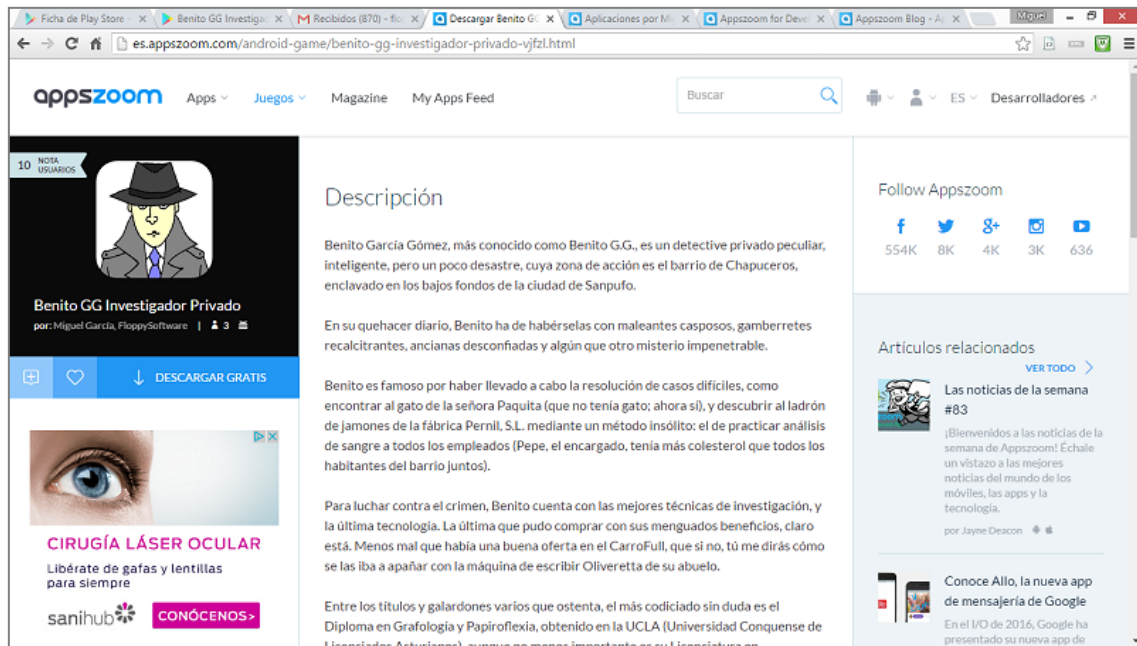 Ficha de Play Store -
Benito GG Investiga
Recibidos (870) - flo
Descargar Benito GG
Aplicaciones por Mi
Appszoom for Devel
Appszoom Blog - A
Miguel
es.appszoom.com/android-game/benito-gg-investigador-privado-vjfzl.html
appszoom
Apps
Juegos
Magazine
My Apps Feed
Buscar
ES
Desarrolladores
10 NOTA
USUARIOS
Benito GG Investigador Privado
por: Miguel García, FloppySoftware | 3
DESCARGAR GRATIS
CIRUGÍA LÁSER OCULAR
Libérate de gafas y lentillas
para siempre
sanihub
CONÓCENOS>
Descripción
Benito García Gómez, más conocido como Benito G.G., es un detective privado peculiar,
inteligente, pero un poco desastre, cuya zona de acción es el barrio de Chapuceros,
enclavado en los bajos fondos de la ciudad de Sanpufo.
En su quehacer diario, Benito ha de habérselas con maleantes casposos, gamberretes
recalcitrantes, ancianas desconfiadas y algún que otro misterio impenetrable.
Benito es famoso por haber llevado a cabo la resolución de casos difíciles, como
encontrar al gato de la señora Paquita (que no tenía gato; ahora sí), y descubrir al ladrón
de jamones de la fábrica Pernil, S.L. mediante un método insólito: el de practicar análisis
de sangre a todos los empleados (Pepe, el encargado, tenía más colesterol que todos los
habitantes del barrio juntos).
Para luchar contra el crimen, Benito cuenta con las mejores técnicas de investigación, y
la última tecnología. La última que pudo comprar con sus menguados beneficios, claro
está. Menos mal que había una buena oferta en el CarroFull, que si no, tú me dirás cómo
se las iba a apañar con la máquina de escribir Oliveretta de su abuelo.
Entre los títulos y galardones varios que ostenta, el más codiciado sin duda es el
Diploma en Grafología y Papiroflexia, obtenido en la UCLA (Universidad Conquense de
Licenciados Asturianos), aunque no menos importante es su Licenciatura en
Follow Appszoom
554K
8K
4K
3K
636
Artículos relacionados
VER TODO
Las noticias de la semana
#83
¡Bienvenidos a las noticias de la
semana de Appszoom! Échale
un vistazo a las mejores
noticias del mundo de los
móviles, las apps y la
tecnología.
por Jayne Deacon
Conoce Allo, la nueva app
de mensajería de Google
En el I/O de 2016, Google ha
presentado su nueva app de